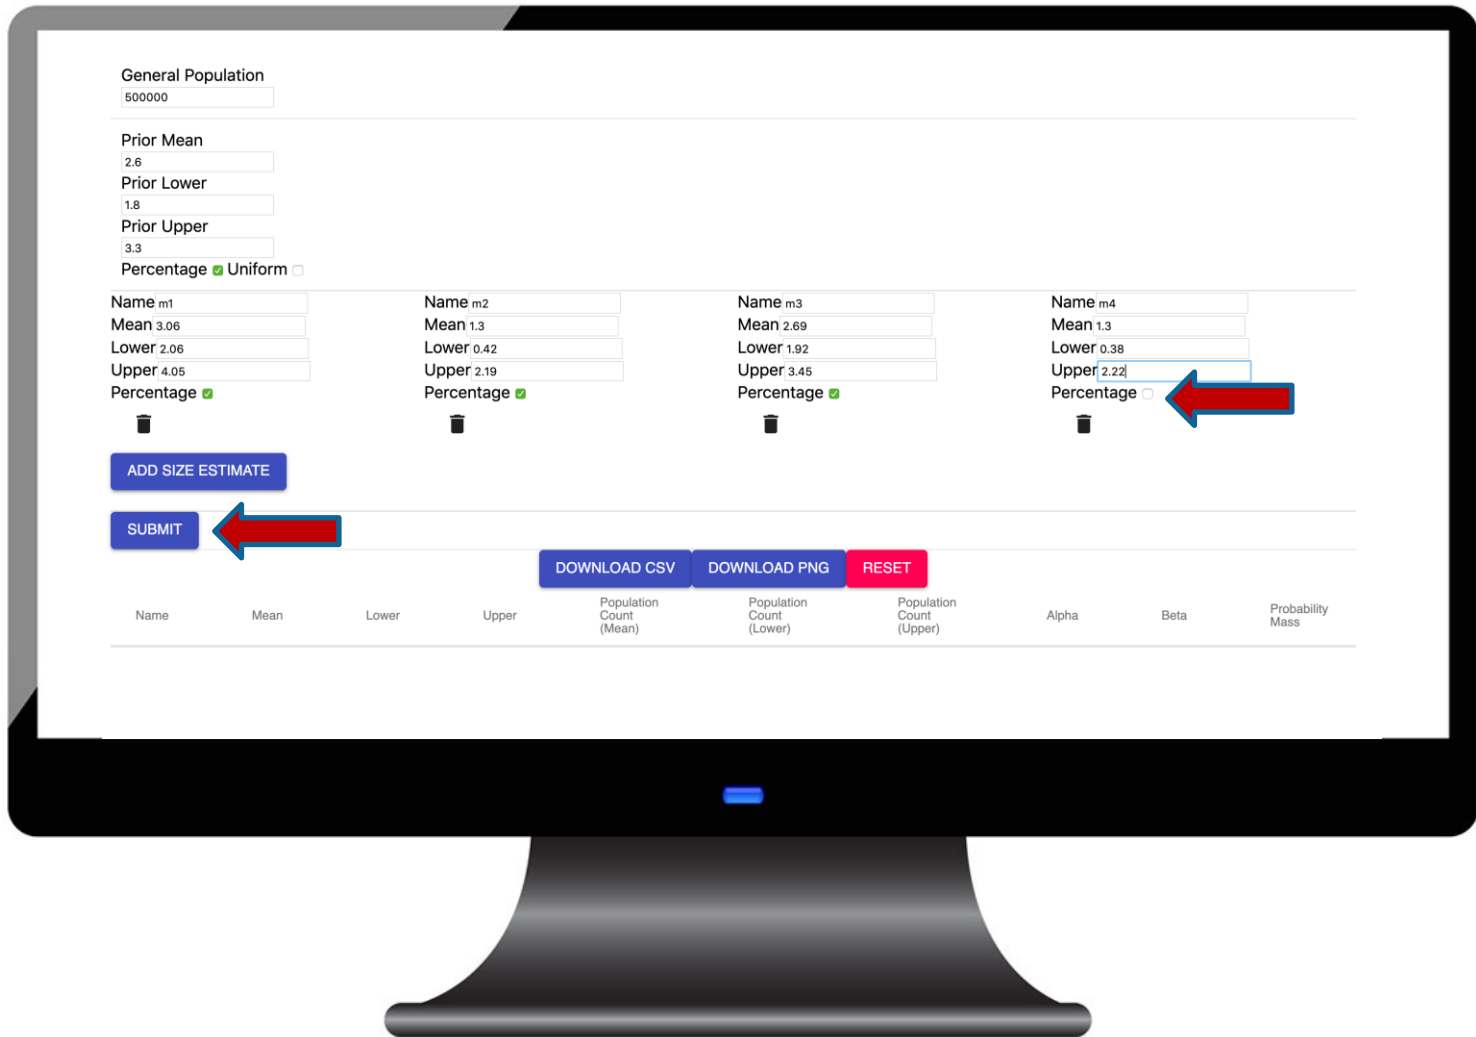 General Population
500000
Prior Mean
2.6
Prior Lower
1.8
Prior Upper
3.3
Percentage Uniform
Name m1 Name m2 Name m3 Name m4
Mean 3.06 Mean 1.3 Mean 2.69 Mean 1.3
Lower 2.06 Lower 0.42 Lower 1.92 Lower 0.38
Upper 4.05 Upper 2.19 Upper 3.45 Upper 2.22
Percentage Percentage Percentage Percentage
ADD SIZE ESTIMATE
SUBMIT
DOWNLOAD CSV DOWNLOAD PNG RESET
Name Mean Lower Upper Population Count (Mean) Population Count (Lower) Population Count (Upper) Alpha Beta Probability Mass